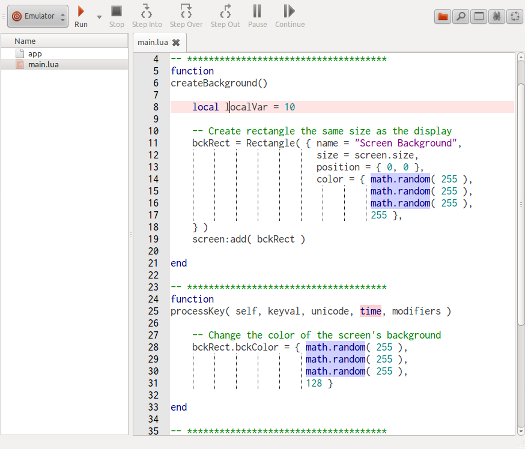 Emulator
Run
Stop
Step Into
Step Over
Step Out
Pause
Continue
Name
app
main.lua
main.lua
4 -- ************************************
5 function
6 createBackground()
7
8 local localVar = 10
9
10 -- Create rectangle the same size as the display
11 bckRect = Rectangle( { name = "Screen Background",
12 size = screen.size,
13 position = { 0, 0 },
14 color = { math.random( 255 ),
15 math.random( 255 ),
16 math.random( 255 ),
17 255 },
18 } )
19 screen:add( bckRect )
20
21 end
22
23 -- ************************************
24 function
25 processKey( self, keyval, unicode, time, modifiers )
26
27 -- Change the color of the screen's background
28 bckRect.bckColor = { math.random( 255 ),
29 math.random( 255 ),
30 math.random( 255 ),
31 128 }
32
33 end
34
35 -- ************************************